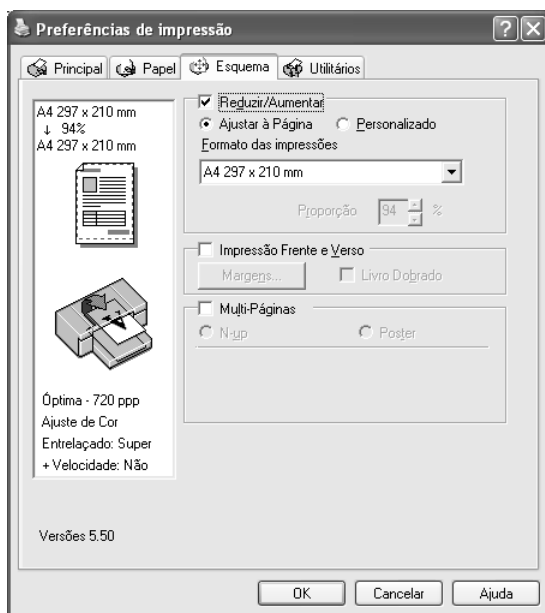 Preferências de impressão
Principal Papel Esquema Utilitários
A4 297 x 210 mm
↓ 94%
A4 297 x 210 mm
Óptima - 720 ppp
Ajuste de Cor
Entrelaçado: Super
+ Velocidade: Não
Versões 5.50
Reduzir/Aumentar
Ajustar à Página Personalizado
Formato das impressões
A4 297 x 210 mm
Proporção 94 %
Impressão Frente e Verso
Margens... Livro Dobrado
Multi-Páginas
N-up Poster
OK Cancelar Ajuda